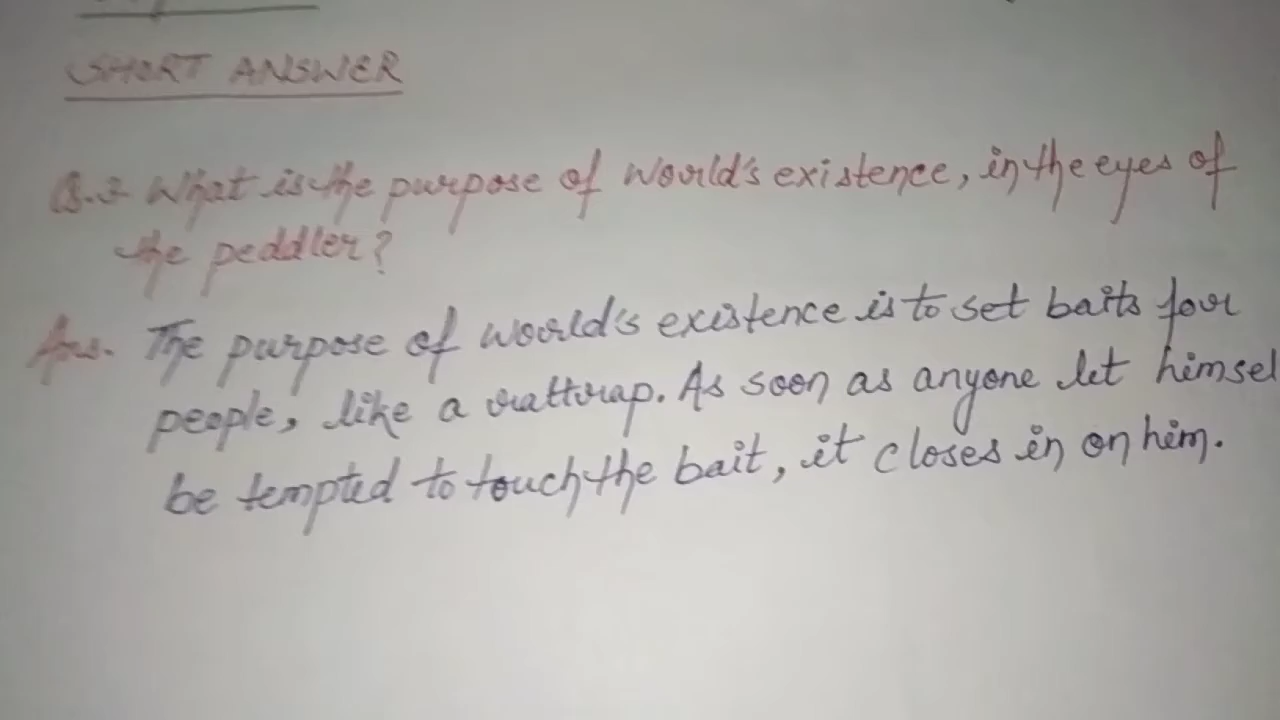 SHORT ANSWER
Q.2 What is the purpose of world's existence, in the eyes of
the peddler?
Ans. The purpose of world's existence is to set baits for
people, like a rattrap. As soon as anyone let himsel
be tempted to touch the bait, it closes in on him.